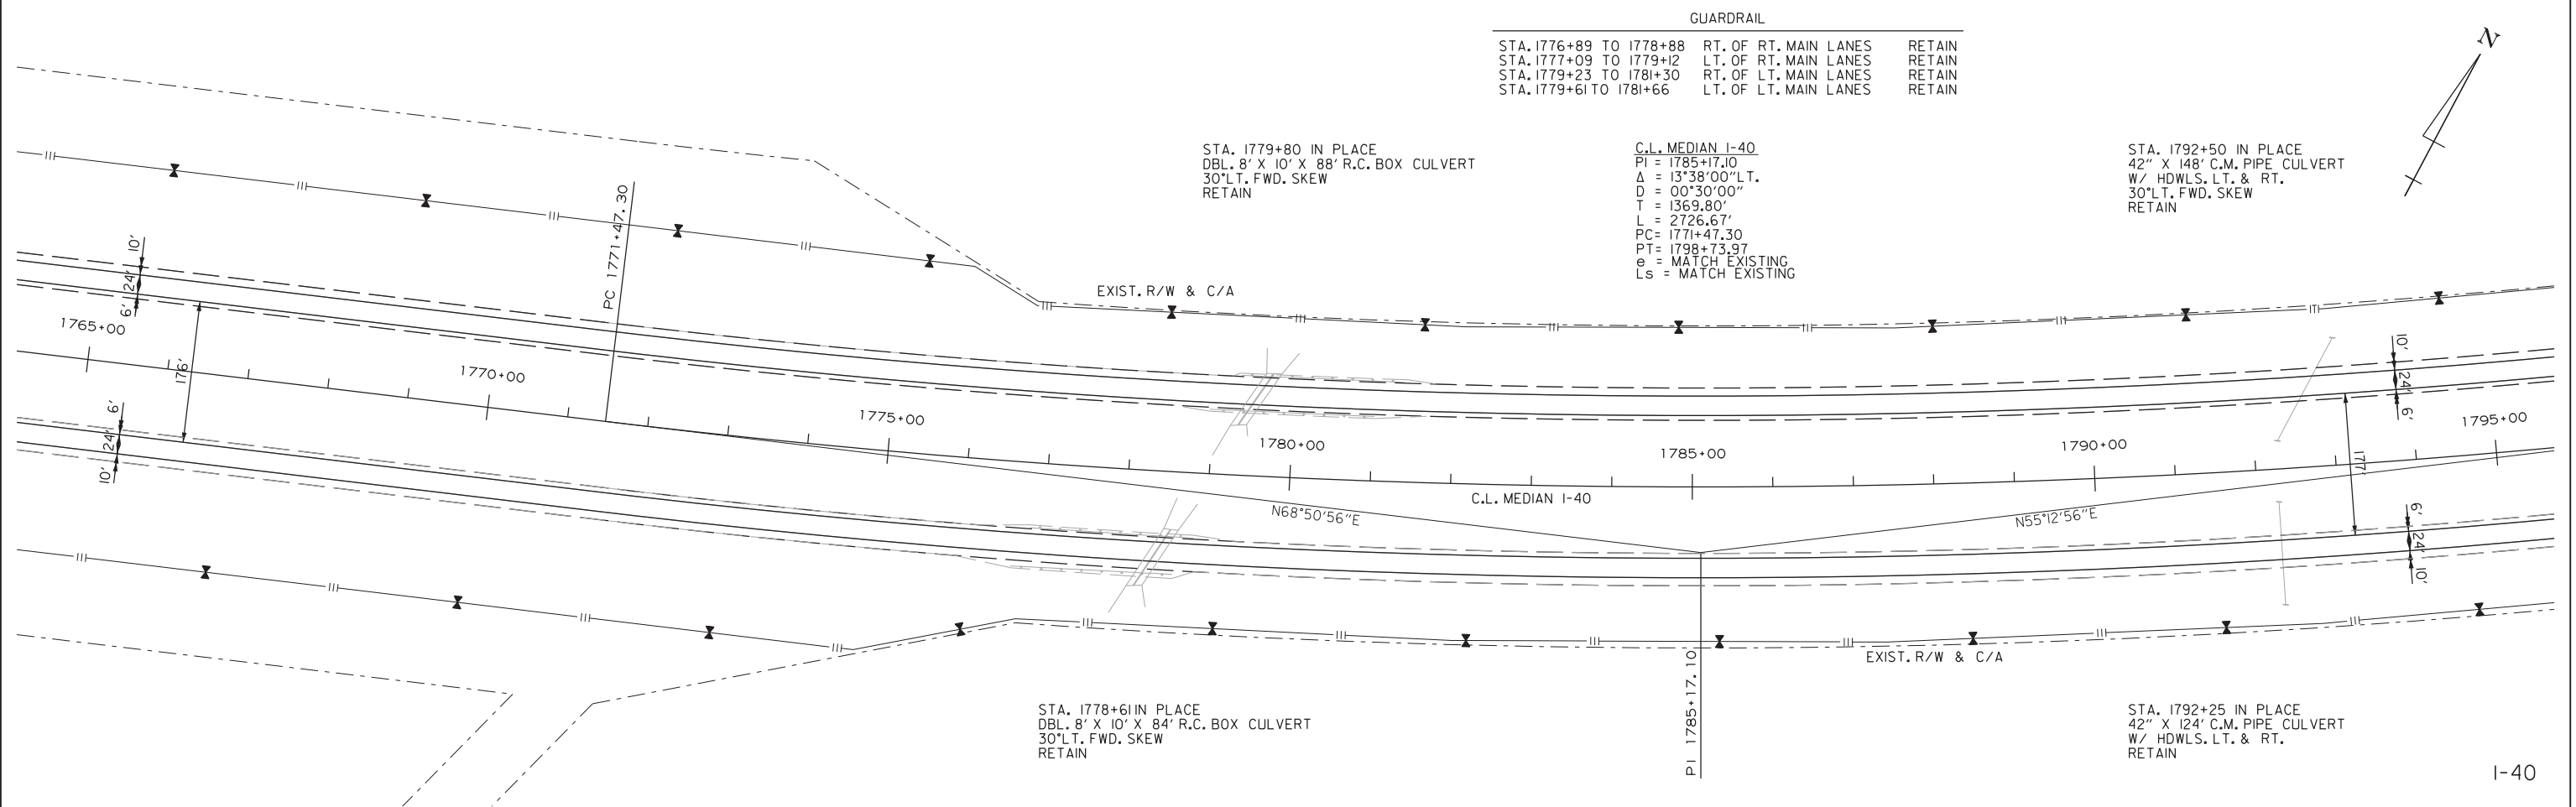 GUARDRAIL
STA. 1776+89 TO 1778+88 RT. OF RT. MAIN LANES RETAIN
STA. 1777+09 TO 1779+12 LT. OF RT. MAIN LANES RETAIN
STA. 1779+23 TO 1781+30 RT. OF LT. MAIN LANES RETAIN
STA. 1779+61 TO 1781+66 LT. OF LT. MAIN LANES RETAIN
N
STA. 1779+80 IN PLACE
DBL. 8' X 10' X 88' R.C. BOX CULVERT
30° LT. FWD. SKEW
RETAIN
C.L. MEDIAN I-40
PI = 1785+17.10
Δ = 13°38'00" LT.
D = 00°30'00"
T = 1369.80'
L = 2726.67'
PC= 1771+47.30
PT= 1798+73.97
e = MATCH EXISTING
Ls = MATCH EXISTING
STA. 1792+50 IN PLACE
42" X 148' C.M. PIPE CULVERT
W/ HDWLS. LT. & RT.
30° LT. FWD. SKEW
RETAIN
PC 1771+47.30
EXIST. R/W & C/A
10'
24'
6'
176'
6'
24'
10'
1765+00
1770+00
1775+00
1780+00
1785+00
1790+00
1795+00
10'
24'
6'
177'
6'
24'
10'
C.L. MEDIAN I-40
N68°50'56"E
N55°12'56"E
PI 1785+17.10
EXIST. R/W & C/A
STA. 1778+61 IN PLACE
DBL. 8' X 10' X 84' R.C. BOX CULVERT
30° LT. FWD. SKEW
RETAIN
STA. 1792+25 IN PLACE
42" X 124' C.M. PIPE CULVERT
W/ HDWLS. LT. & RT.
RETAIN
I-40